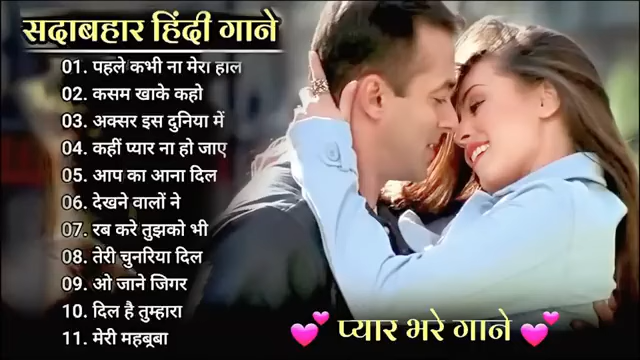 सदाबहार हिंदी गाने
01. पहले कभी ना मेरा हाल
02. कसम खाके कहो
03. अक्सर इस दुनिया में
04. कहीं प्यार ना हो जाए
05. आप का आना दिल
06. देखने वालों ने
07. रब करे तुझको भी
08. तेरी चुनरिया दिल
09. ओ जाने जिगर
10. दिल है तुम्हारा
11. मेरी महबूबा
💕 प्यार भरे गाने 💕